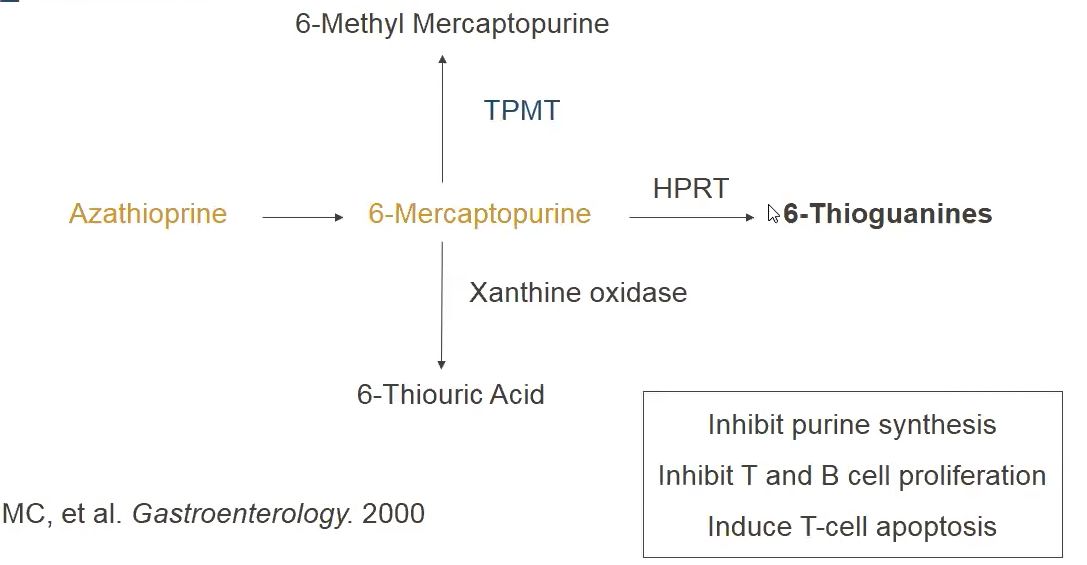 6-Methyl Mercaptopurine
TPMT
HPRT
Azathioprine
6-Mercaptopurine
6-Thioguanines
Xanthine oxidase
6-Thiouric Acid
Inhibit purine synthesis
Inhibit T and B cell proliferation
Induce T-cell apoptosis
MC, et al. Gastroenterology. 2000